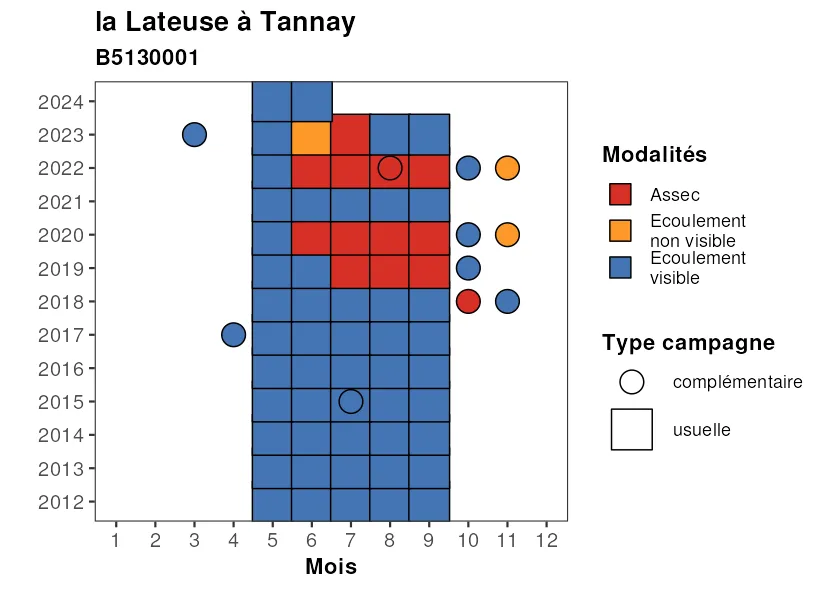 la Lateuse à Tannay
B5130001
2024
2023
2022
2021
2020
2019
2018
2017
2016
2015
2014
2013
2012
1 2 3 4 5 6 7 8 9 10 11 12
Mois
Modalités
Assec
Ecoulement
non visible
Ecoulement
visible
Type campagne
complémentaire
usuelle